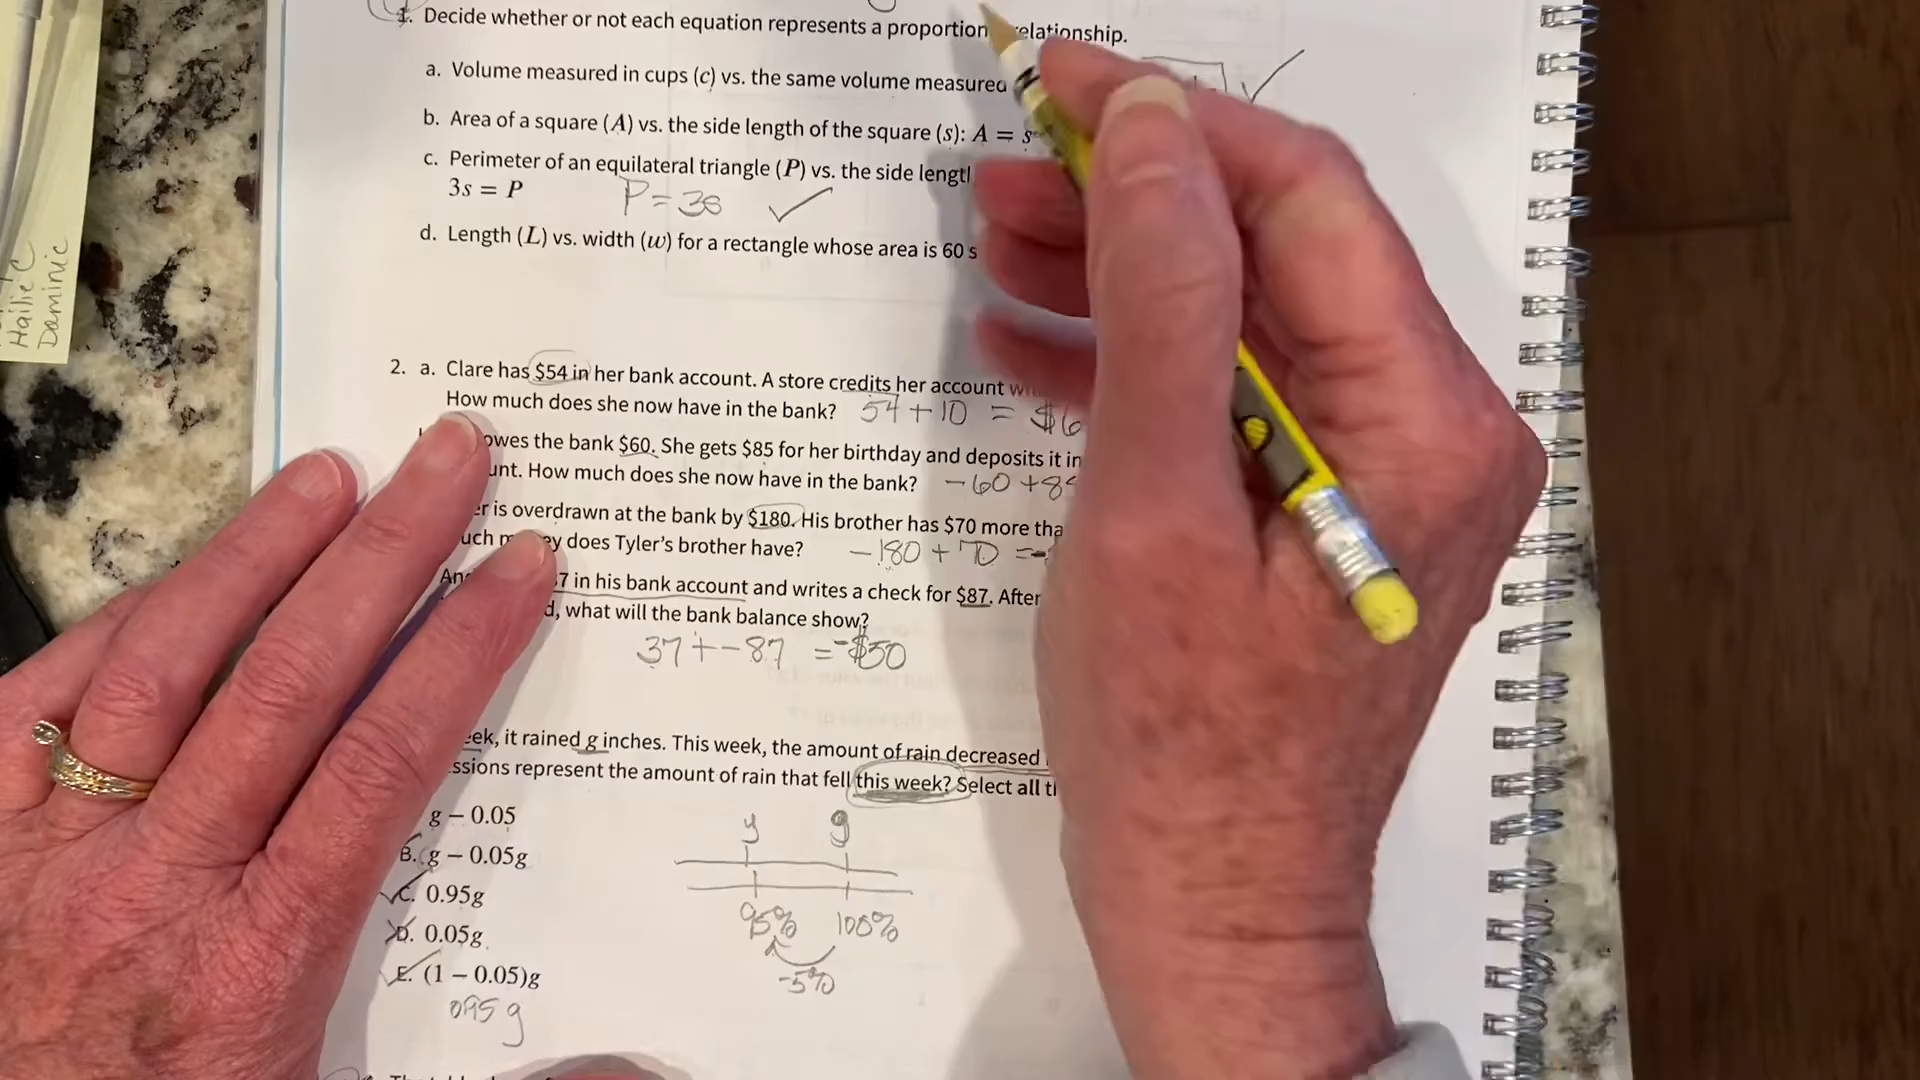 1. Decide whether or not each equation represents a proportion relationship.
a. Volume measured in cups (c) vs. the same volume measured
b. Area of a square (A) vs. the side length of the square (s): A = s
c. Perimeter of an equilateral triangle (P) vs. the side
3s = P P = 3s
d. Length (L) vs. width (w) for a rectangle whose area is 60 s
2. a. Clare has $54 in her bank account. A store credits her account
How much does she now have in the bank? 54 + 10 = $6
owes the bank $60. She gets $85 for her birthday and deposits it in
How much does she now have in the bank? -60 + 8
is overdrawn at the bank by $180. His brother has $70 more
does Tyler's brother have? -180 + 70 = -
7 in his bank account and writes a check for $87. After
what will the bank balance show?
37 + -87 = -$50
it rained g inches. This week, the amount of rain decreased
represent the amount of rain that fell this week? Select all
g − 0.05
B. g − 0.05g
C. 0.95g
D. 0.05g
E. (1 − 0.05)g
0.95 g
y g
95% 100%
-5%
Hailie C
Dominic